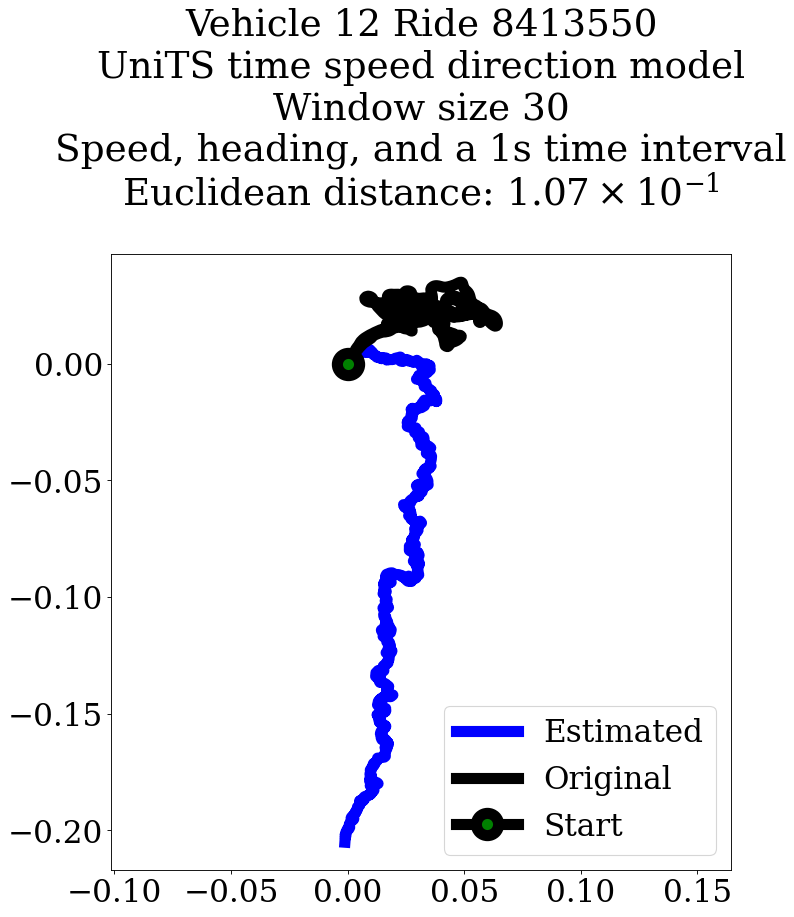 Vehicle 12 Ride 8413550
UniTS time speed direction model
Window size 30
Speed, heading, and a 1s time interval
Euclidean distance: 1.07 × 10⁻¹
0.00
−0.05
−0.10
−0.15
−0.20
Estimated
Original
Start
−0.10 −0.05 0.00 0.05 0.10 0.15